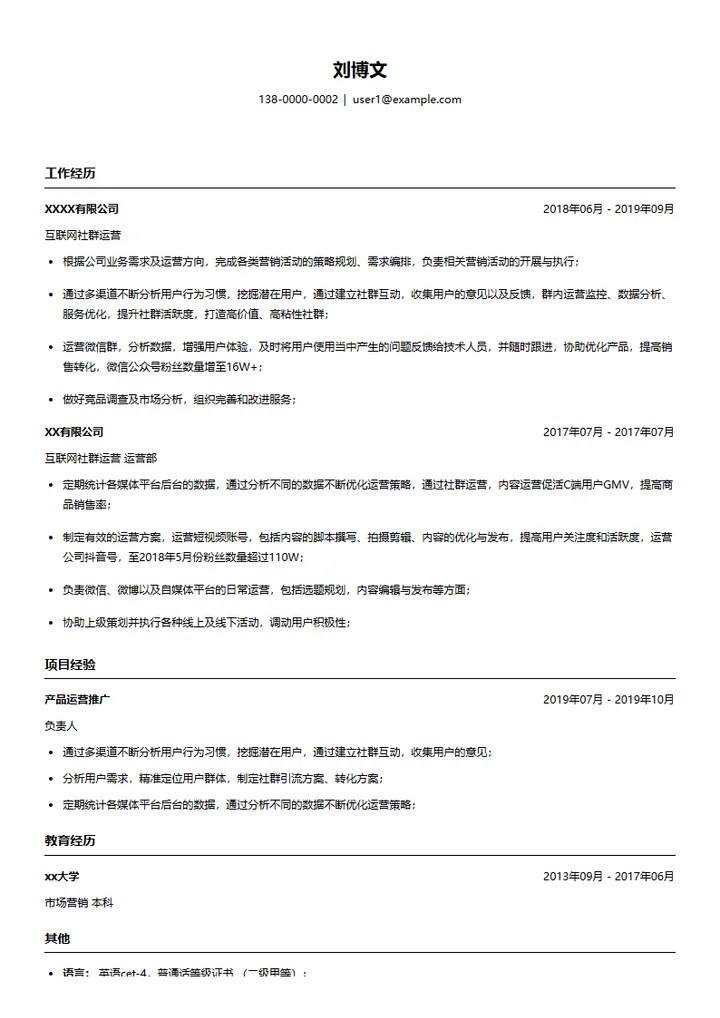 刘博文
138-0000-0002 | user1@example.com
工作经历
XXXX有限公司 2018年06月 - 2019年09月
互联网社群运营
• 根据公司业务需求及运营方向，完成各类营销活动的策略规划、需求编排，负责相关营销活动的开展与执行；
• 通过多渠道不断分析用户行为习惯，挖掘潜在用户，通过建立社群互动，收集用户的意见以及反馈，群内运营监控、数据分析、
服务优化，提升社群活跃度，打造高价值、高粘性社群；
• 运营微信群，分析数据，增强用户体验，及时将用户使用当中产生的问题反馈给技术人员，并随时跟进，协助优化产品，提高销
售转化，微信公众号粉丝数量增至16W+；
• 做好竞品调查及市场分析，组织完善和改进服务；
XX有限公司 2017年07月 - 2017年07月
互联网社群运营 运营部
• 定期统计各媒体平台后台的数据，通过分析不同的数据不断优化运营策略，通过社群运营，内容运营促活C端用户GMV，提高商
品销售率；
• 制定有效的运营方案，运营短视频账号，包括内容的脚本撰写、拍摄剪辑、内容的优化与发布，提高用户关注度和活跃度，运营
公司抖音号，至2018年5月份粉丝数量超过110W；
• 负责微信、微博以及自媒体平台的日常运营，包括选题规划，内容编辑与发布等方面；
• 协助上级策划并执行各种线上及线下活动，调动用户积极性；
项目经验
产品运营推广 2019年07月 - 2019年10月
负责人
• 通过多渠道不断分析用户行为习惯，挖掘潜在用户，通过建立社群互动，收集用户的意见；
• 分析用户需求，精准定位用户群体，制定社群引流方案、转化方案；
• 定期统计各媒体平台后台的数据，通过分析不同的数据不断优化运营策略；
教育经历
xx大学 2013年09月 - 2017年06月
市场营销 本科
其他
• 语言： 英语cet-4，普通话等级证书 （二级甲等）；